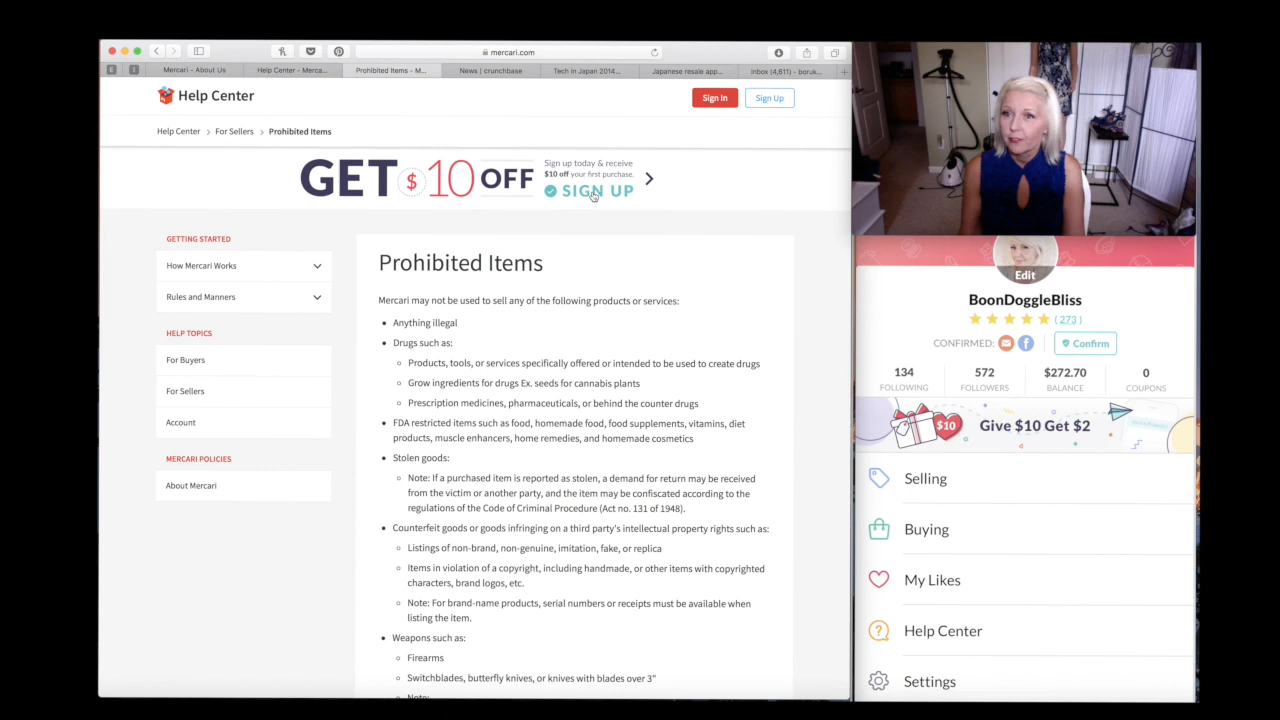 mercari.com
Mercari - About Us
Help Center - Merca...
Prohibited Items - M...
News | crunchbase
Tech in Japan 2014...
Japanese resale app...
Inbox (4,611) - boruk...
Help Center
Sign In
Sign Up
Help Center > For Sellers > Prohibited Items
GET $10 OFF
Sign up today & receive
$10 off your first purchase.
SIGN UP
GETTING STARTED
How Mercari Works
Rules and Manners
HELP TOPICS
For Buyers
For Sellers
Account
MERCARI POLICIES
About Mercari
Prohibited Items
Mercari may not be used to sell any of the following products or services:
Anything illegal
Drugs such as:
Products, tools, or services specifically offered or intended to be used to create drugs
Grow ingredients for drugs Ex. seeds for cannabis plants
Prescription medicines, pharmaceuticals, or behind the counter drugs
FDA restricted items such as food, homemade food, food supplements, vitamins, diet
products, muscle enhancers, home remedies, and homemade cosmetics
Stolen goods:
Note: If a purchased item is reported as stolen, a demand for return may be received
from the victim or another party, and the item may be confiscated according to the
regulations of the Code of Criminal Procedure (Act no. 131 of 1948).
Counterfeit goods or goods infringing on a third party's intellectual property rights such as:
Listings of non-brand, non-genuine, imitation, fake, or replica
Items in violation of a copyright, including handmade, or other items with copyrighted
characters, brand logos, etc.
Note: For brand-name products, serial numbers or receipts must be available when
listing the item.
Weapons such as:
Firearms
Switchblades, butterfly knives, or knives with blades over 3"
Note:
Edit
BoonDoggleBliss
(273)
CONFIRMED:
Confirm
134
FOLLOWING
572
FOLLOWERS
$272.70
BALANCE
0
COUPONS
$10
Give $10 Get $2
Selling
Buying
My Likes
Help Center
Settings